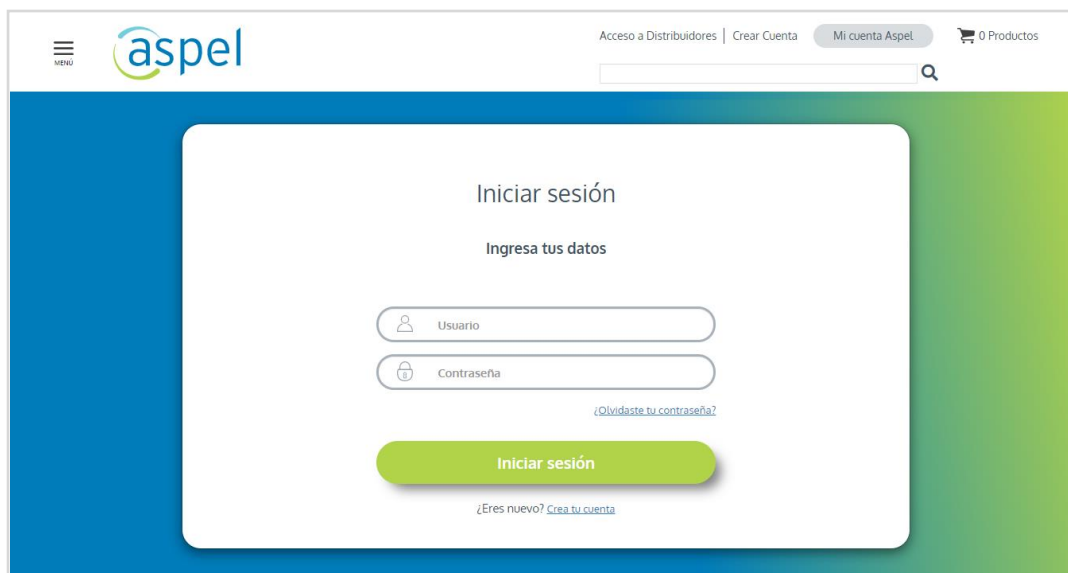 MENÚ
aspel
Acceso a Distribuidores | Crear Cuenta
Mi cuenta Aspel
0 Productos
Iniciar sesión
Ingresa tus datos
Usuario
Contraseña
¿Olvidaste tu contraseña?
Iniciar sesión
¿Eres nuevo? Crea tu cuenta